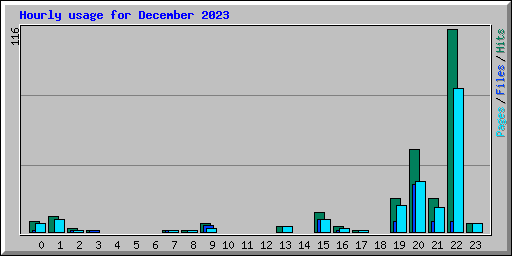 Hourly usage for December 2023
116
Pages/Files/Hits
0 1 2 3 4 5 6 7 8 9 10 11 12 13 14 15 16 17 18 19 20 21 22 23